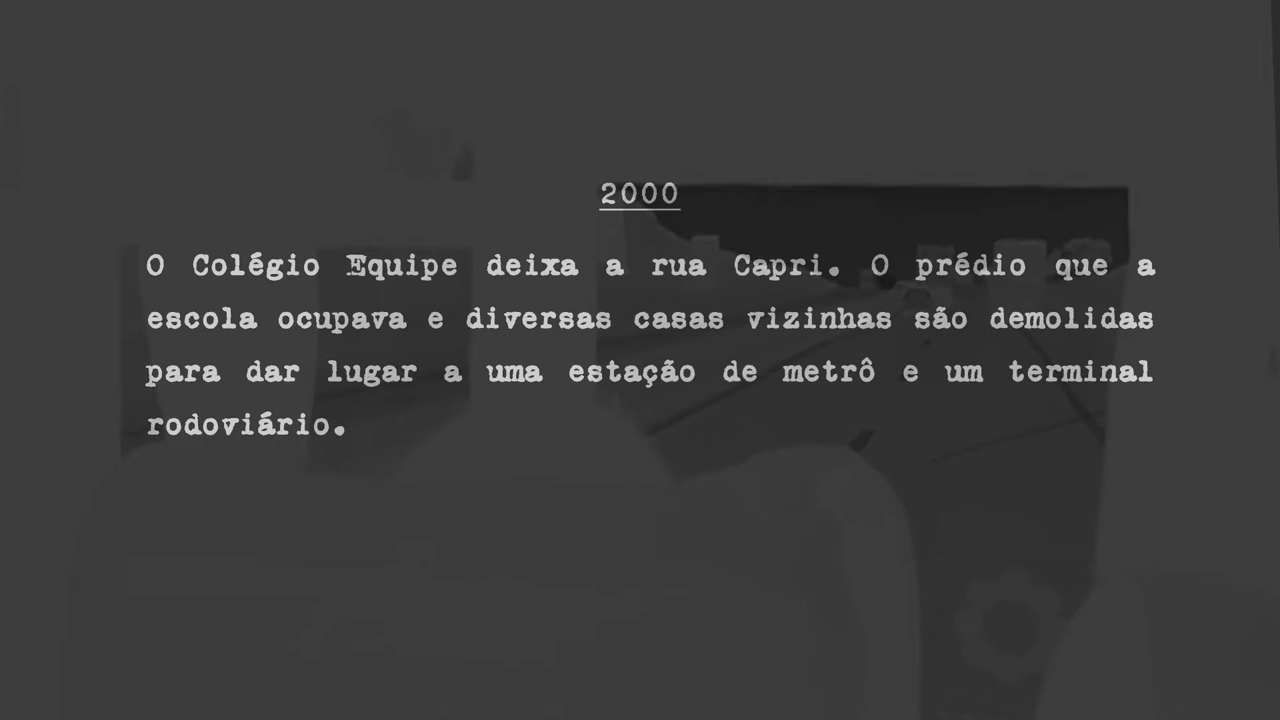 2000
O Colégio Equipe deixa a rua Capri. O prédio que a
escola ocupava e diversas casas vizinhas são demolidas
para dar lugar a uma estação de metrô e um terminal
rodoviário.